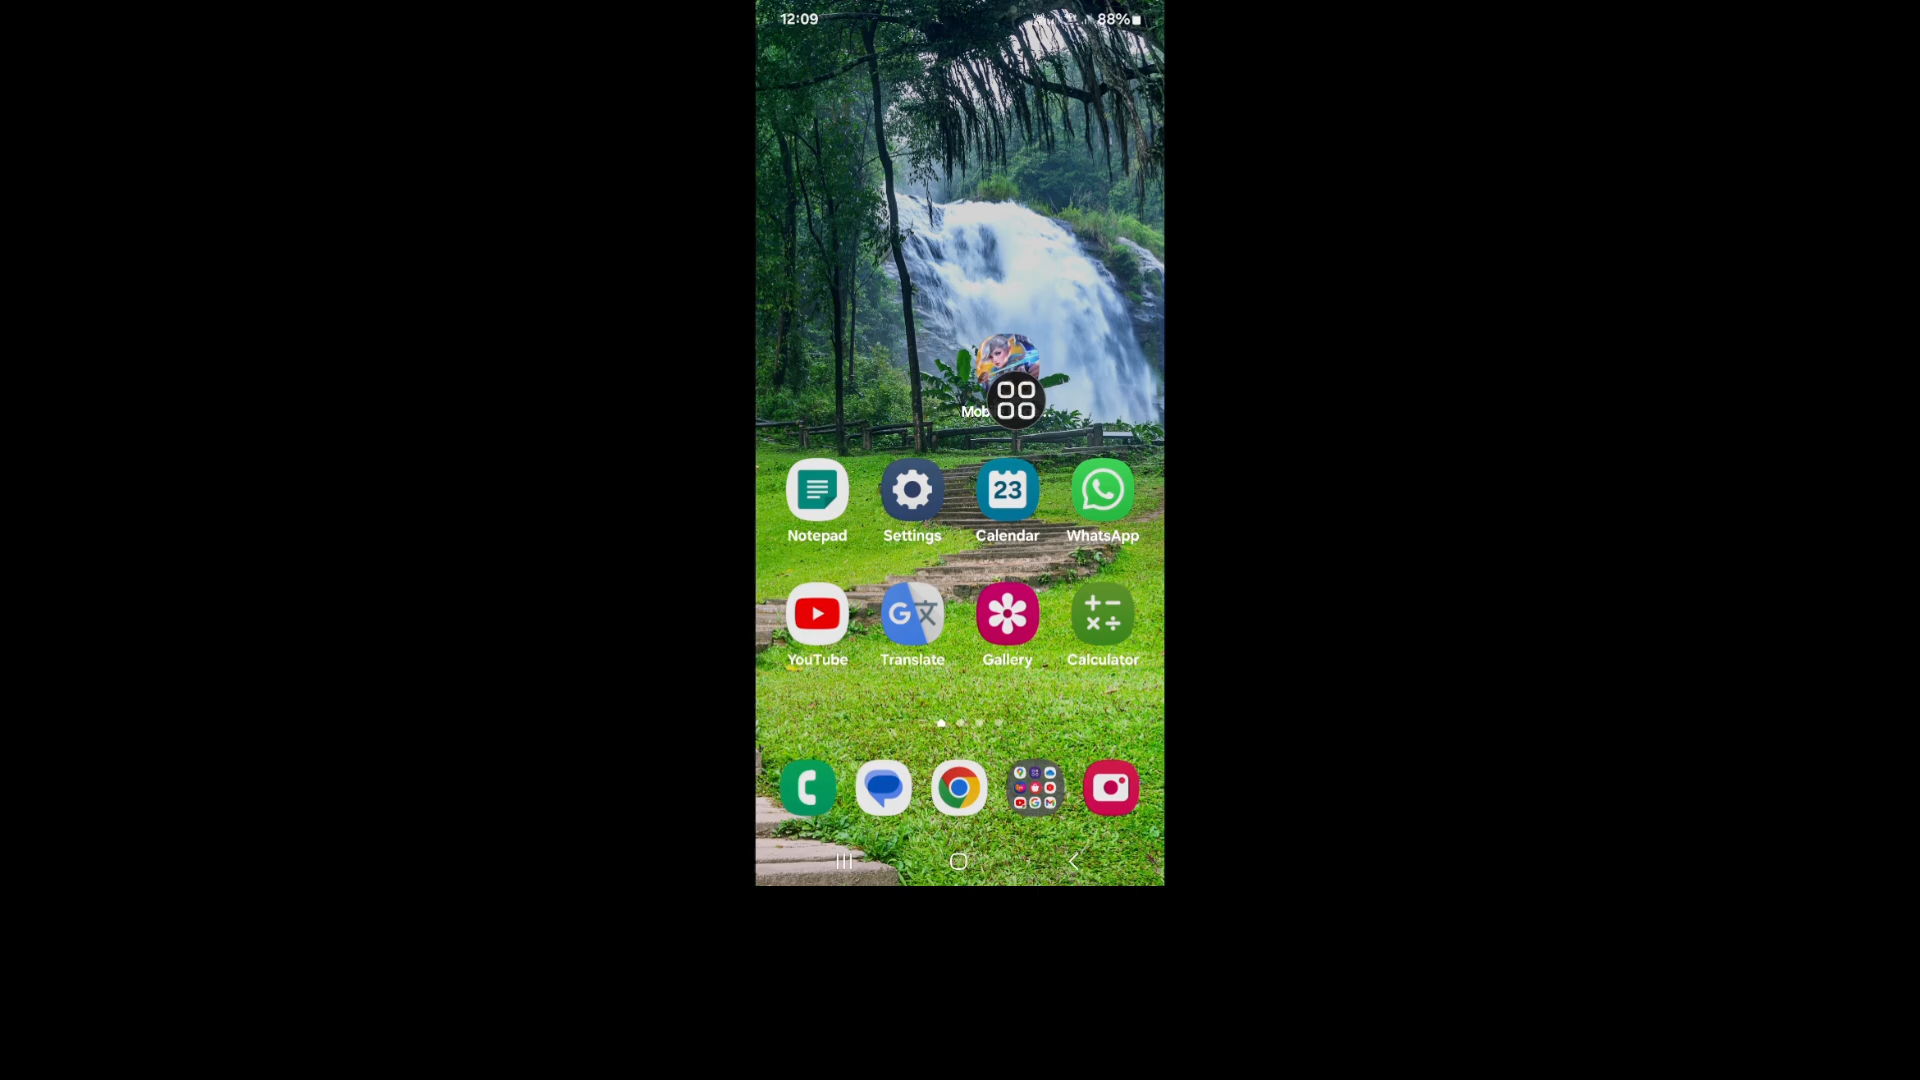 12:09 88%
Mob
Notepad Settings Calendar WhatsApp
23
YouTube Translate Gallery Calculator